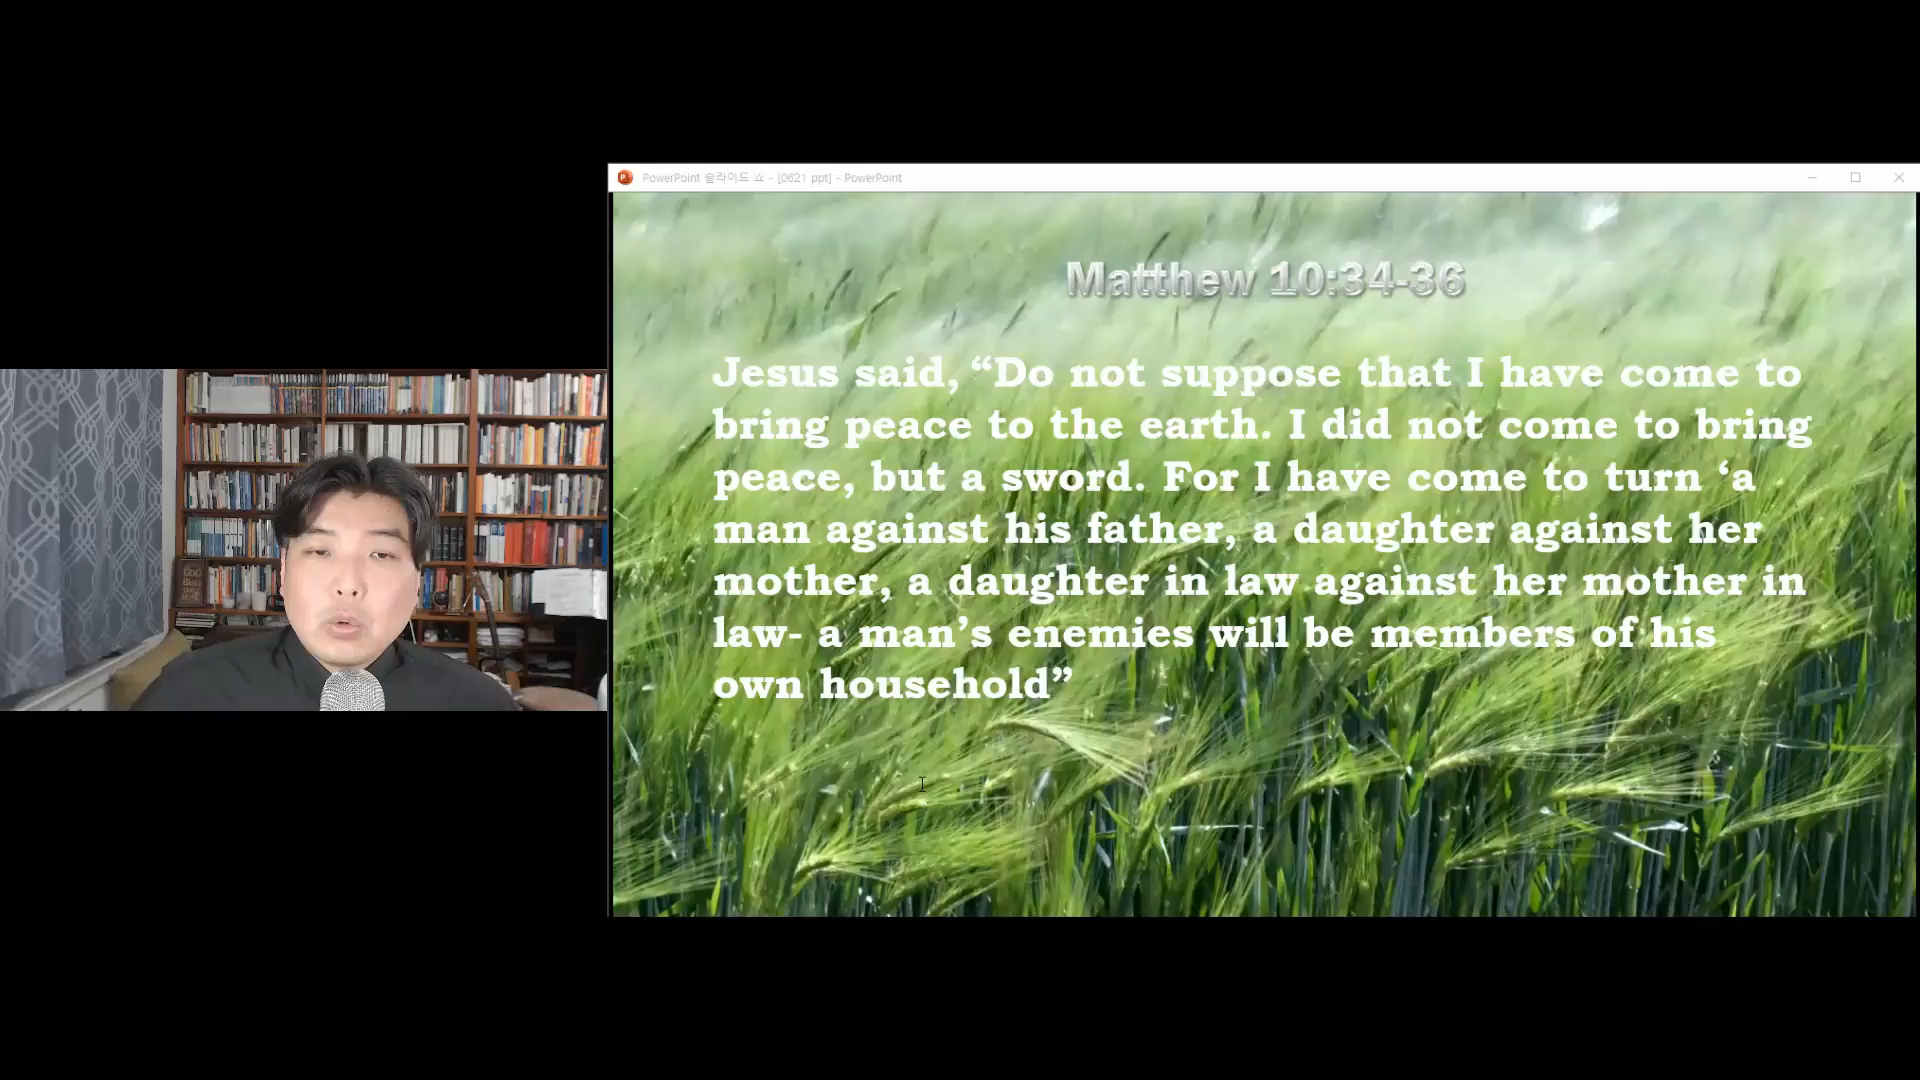 PowerPoint 슬라이드 쇼 - [0621 ppt] - PowerPoint
Matthew 10:34-36
Jesus said, “Do not suppose that I have come to
bring peace to the earth. I did not come to bring
peace, but a sword. For I have come to turn ‘a
man against his father, a daughter against her
mother, a daughter in law against her mother in
law- a man’s enemies will be members of his
own household”